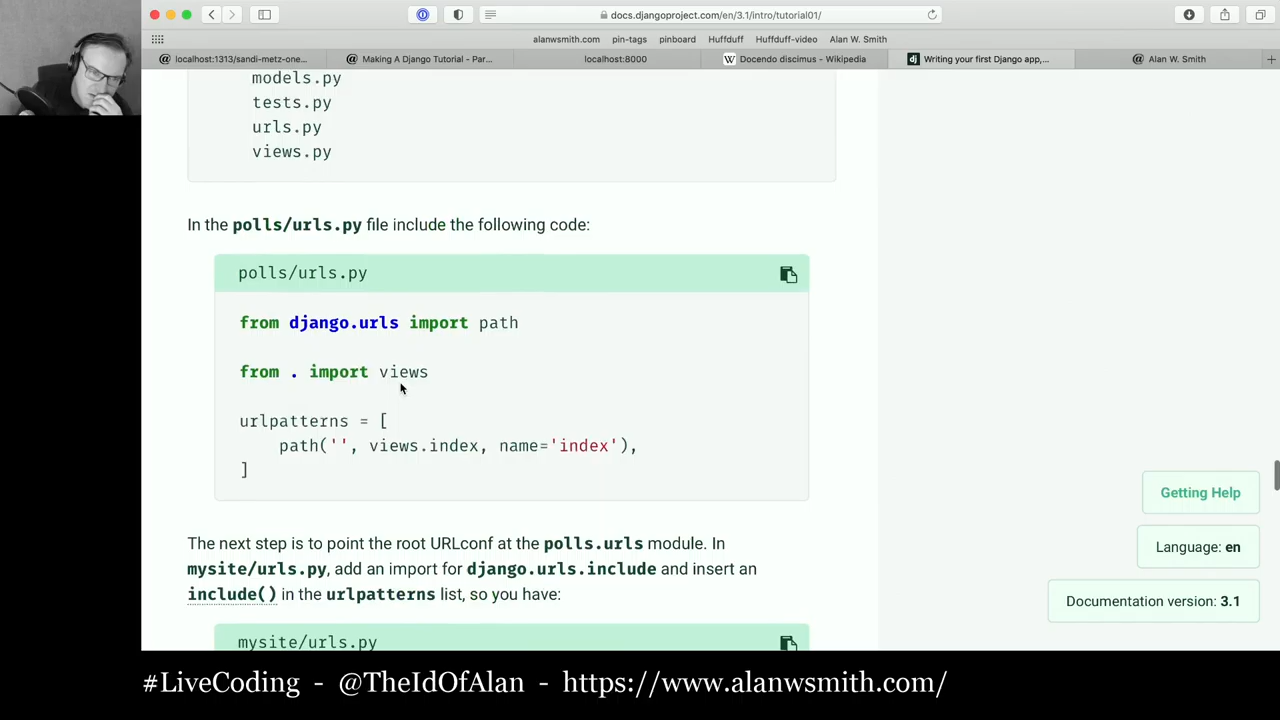 docs.djangoproject.com/en/3.1/intro/tutorial01/
alanwsmith.com pin-tags pinboard Huffduff Huffduff-video Alan W. Smith
localhost:1313/sandi-metz-one... Making A Django Tutorial - Par... localhost:8000 Docendo discimus - Wikipedia Writing your first Django app,... Alan W. Smith
models.py
tests.py
urls.py
views.py
In the polls/urls.py file include the following code:
polls/urls.py
from django.urls import path
from . import views
urlpatterns = [
path('', views.index, name='index'),
]
The next step is to point the root URLconf at the polls.urls module. In
mysite/urls.py, add an import for django.urls.include and insert an
include() in the urlpatterns list, so you have:
mysite/urls.py
Getting Help
Language: en
Documentation version: 3.1
#LiveCoding - @TheIdOfAlan - https://www.alanwsmith.com/